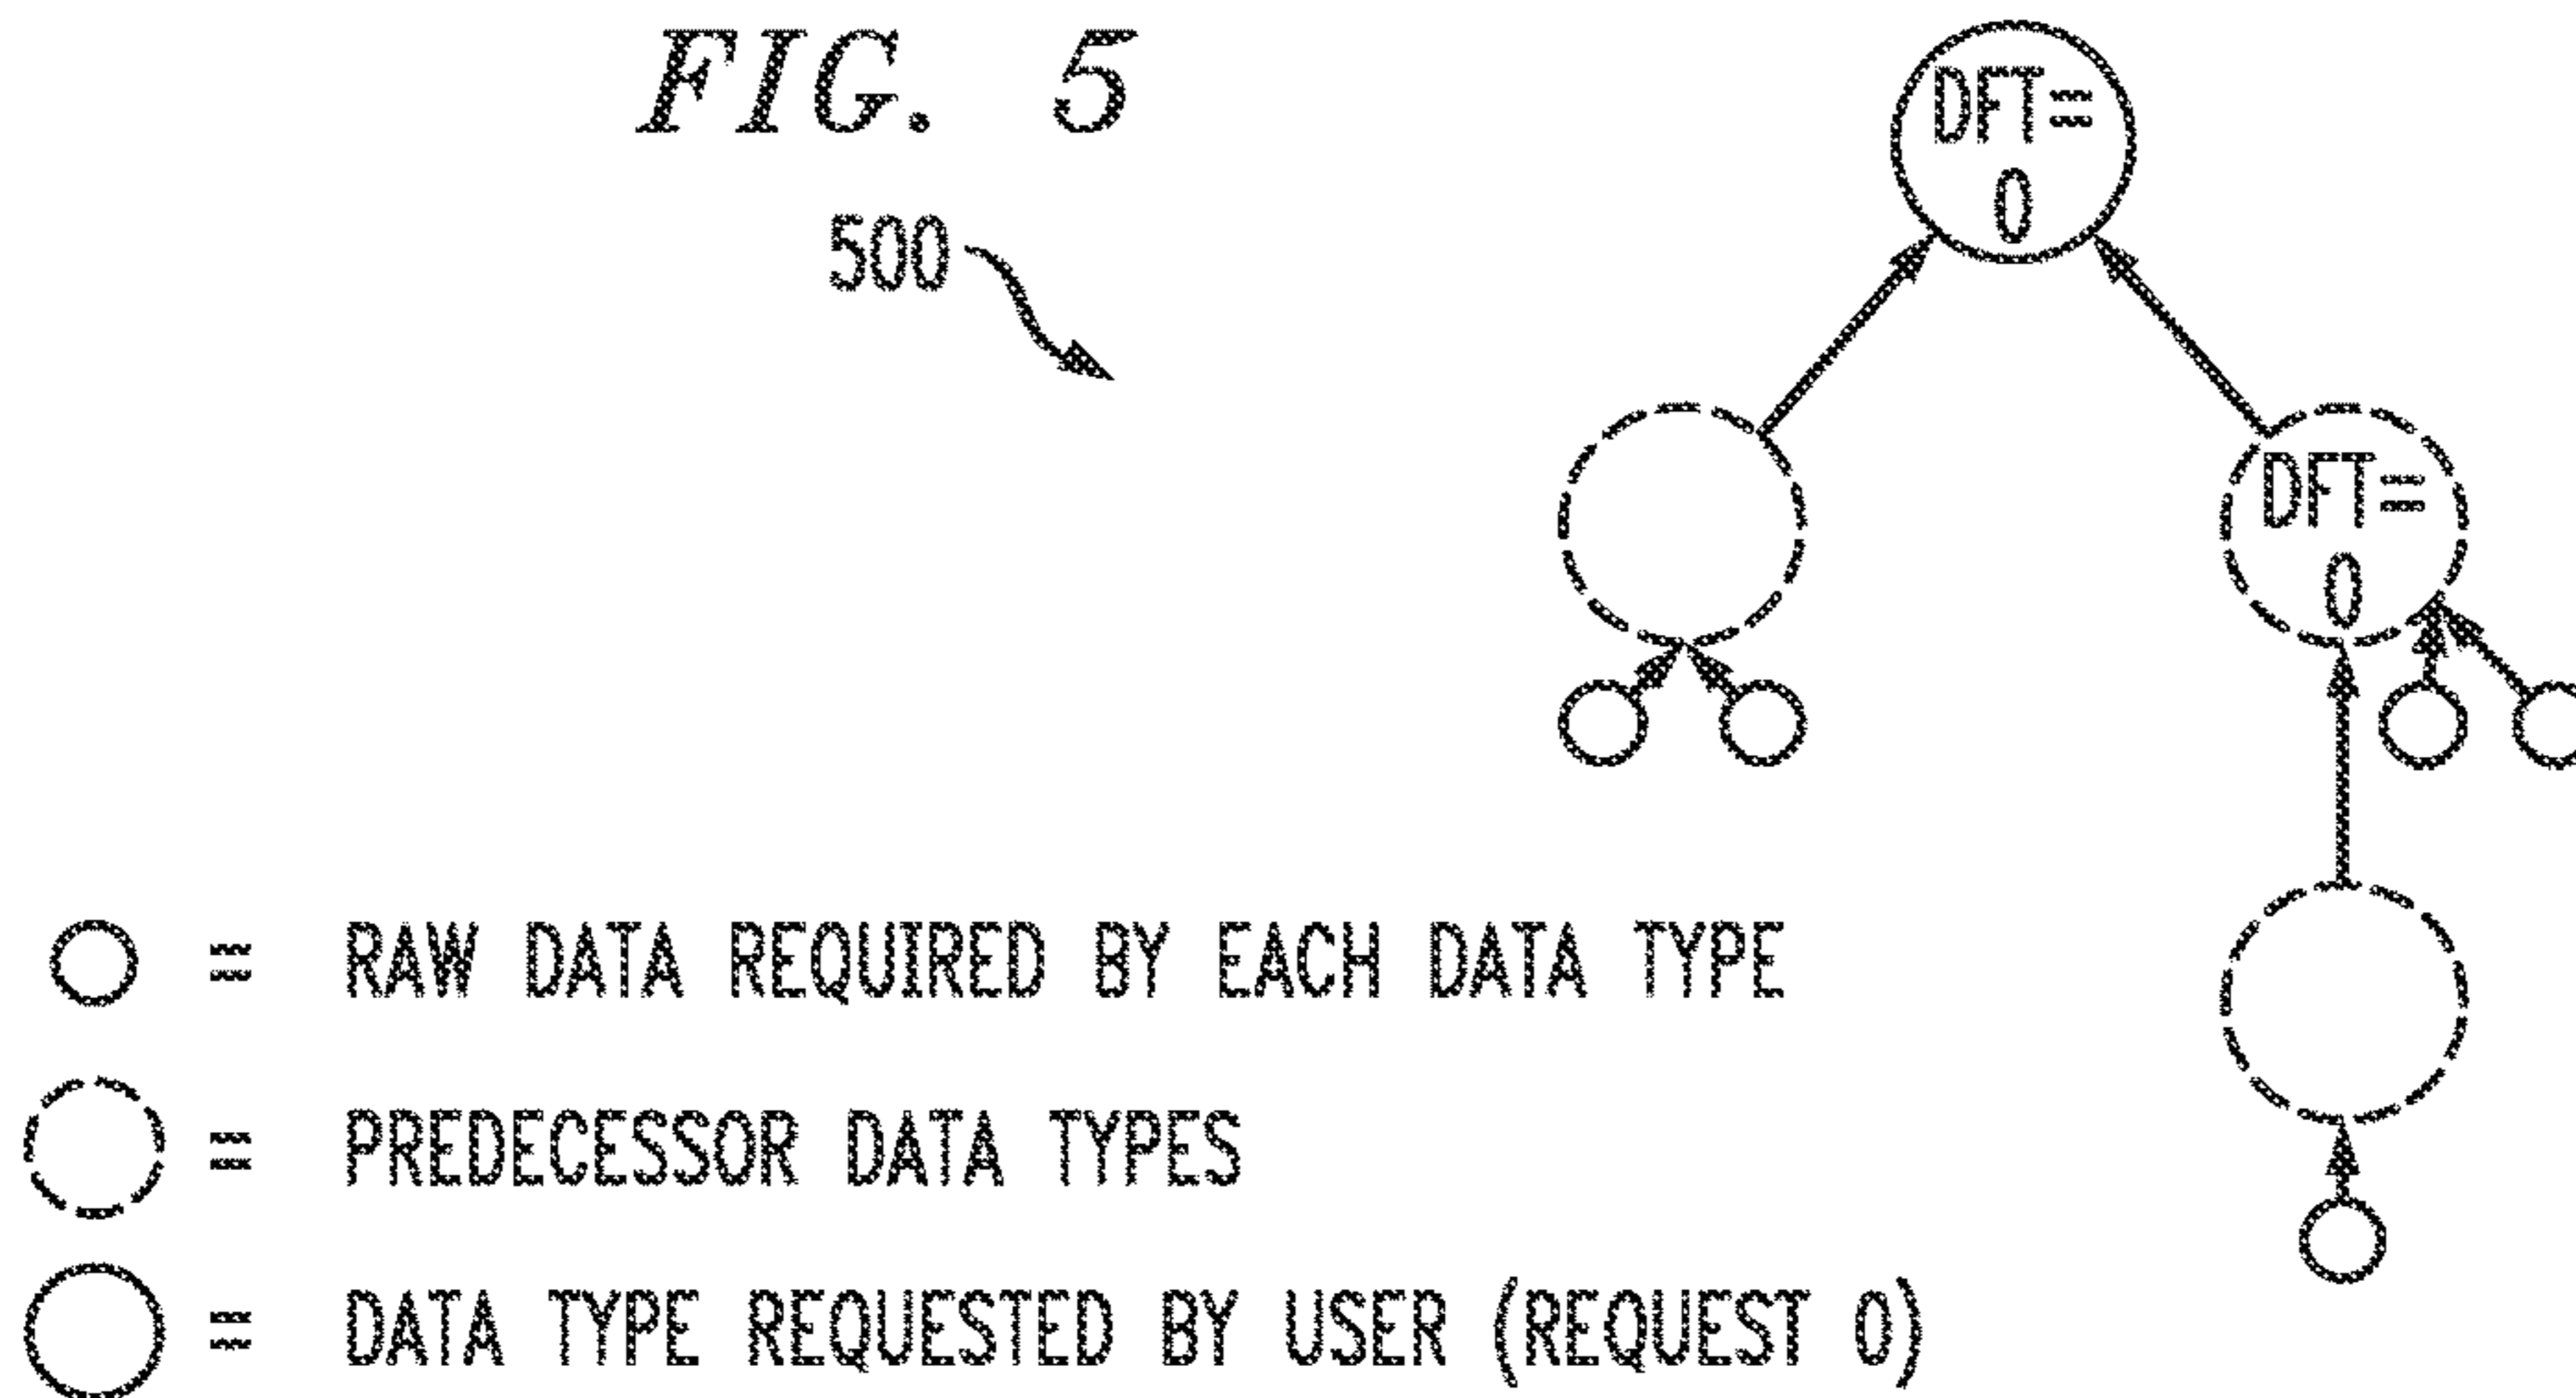 FIG. 5
500
DFT=
0
DFT=
0
= RAW DATA REQUIRED BY EACH DATA TYPE
= PREDECESSOR DATA TYPES
= DATA TYPE REQUESTED BY USER (REQUEST 0)